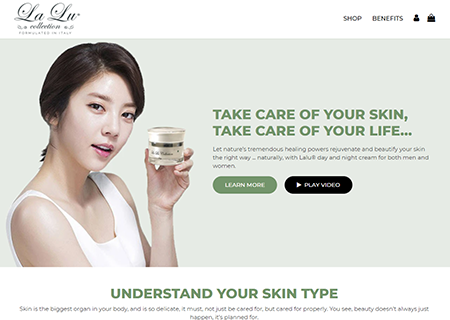 La Lu®
collection
FORMULATED IN ITALY
SHOP BENEFITS
TAKE CARE OF YOUR SKIN,
TAKE CARE OF YOUR LIFE...
Let nature's tremendous healing powers rejuvenate and beautify your skin
the right way ... naturally, with Lalu® day and night cream for both men and
women.
LEARN MORE PLAY VIDEO
UNDERSTAND YOUR SKIN TYPE
Skin is the biggest organ in your body, and is so delicate, it must, not just be cared for, but cared for properly. You see, beauty doesn't always just
happen, it's planned for.